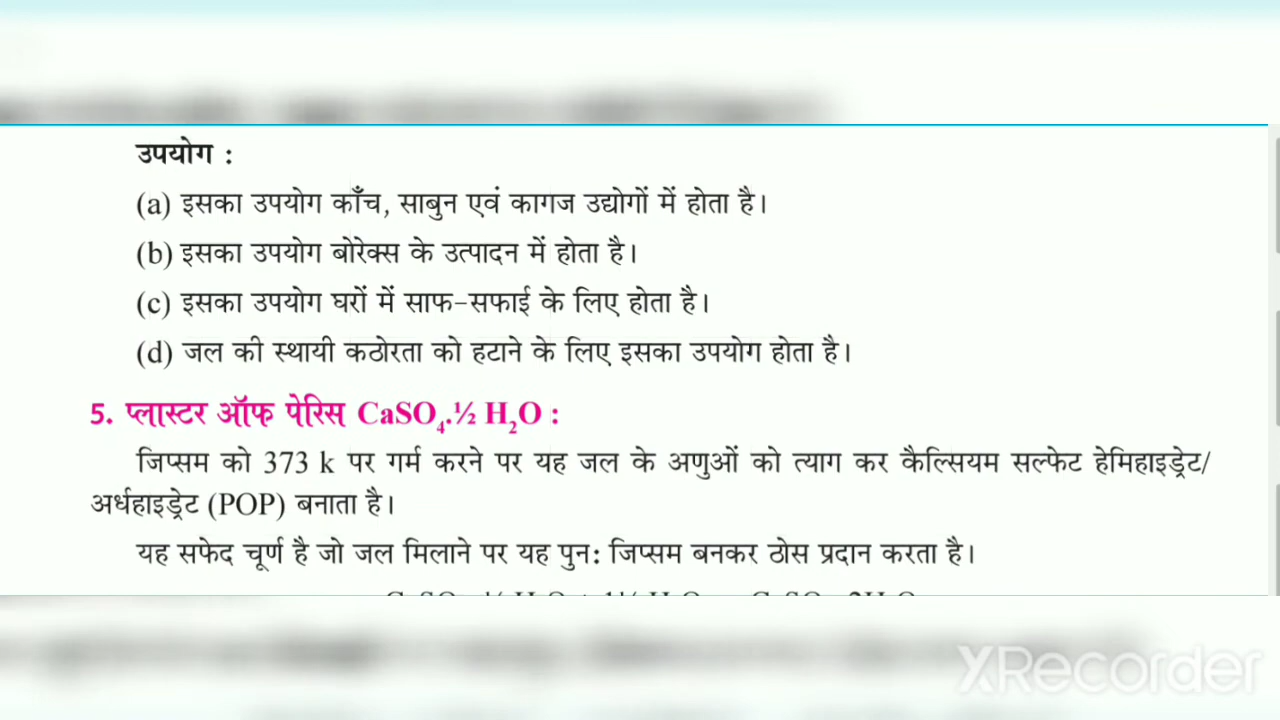 उपयोग :
(a) इसका उपयोग काँच, साबुन एवं कागज उद्योगों में होता है।
(b) इसका उपयोग बोरेक्स के उत्पादन में होता है।
(c) इसका उपयोग घरों में साफ-सफाई के लिए होता है।
(d) जल की स्थायी कठोरता को हटाने के लिए इसका उपयोग होता है।
5. प्लास्टर ऑफ पेरिस CaSO₄.½ H₂O :
जिप्सम को 373 k पर गर्म करने पर यह जल के अणुओं को त्याग कर कैल्सियम सल्फेट हेमिहाइड्रेट/
अर्धहाइड्रेट (POP) बनाता है।
यह सफेद चूर्ण है जो जल मिलाने पर यह पुन: जिप्सम बनकर ठोस प्रदान करता है।
XRecorder